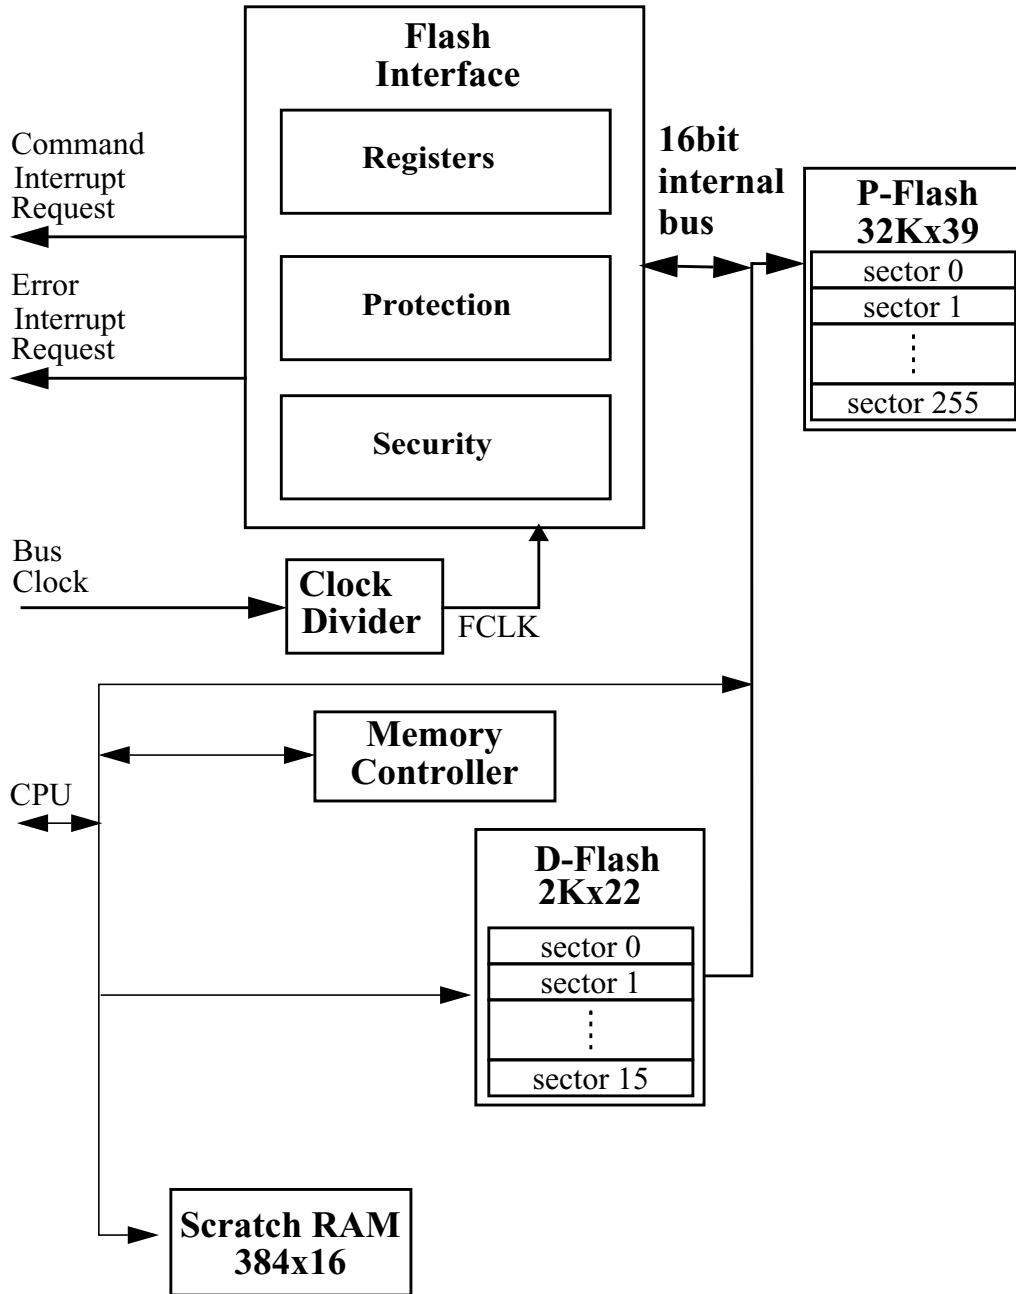 Flash
Interface
Registers
Protection
Security
Command
Interrupt
Request
Error
Interrupt
Request
16bit
internal
bus
P-Flash
32Kx39
sector 0
sector 1
sector 255
Bus
Clock
Clock
Divider
FCLK
Memory
Controller
CPU
D-Flash
2Kx22
sector 0
sector 1
sector 15
Scratch RAM
384x16